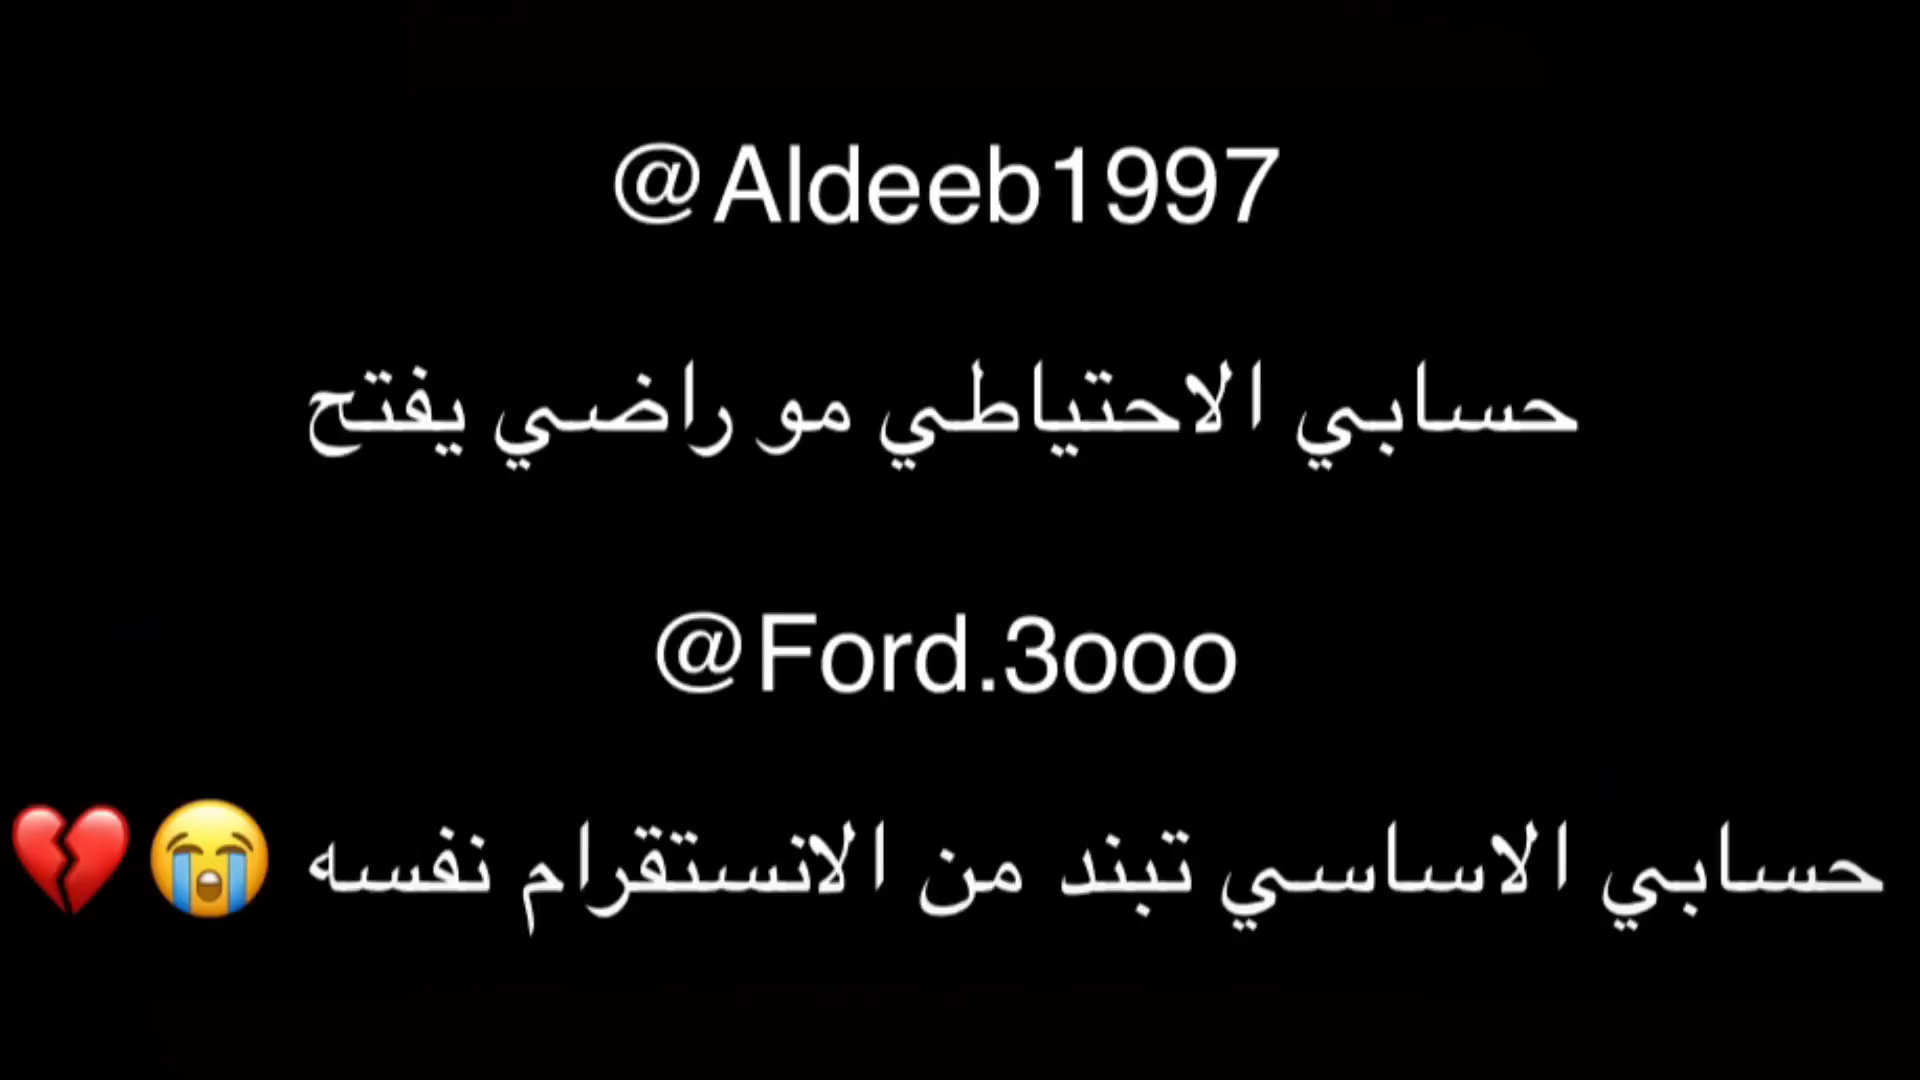 @Aldeeb1997
حسابي الاحتياطي مو راضي يفتح
@Ford.3ooo
حسابي الاساسي تبند من الانستقرام نفسه 😭💔